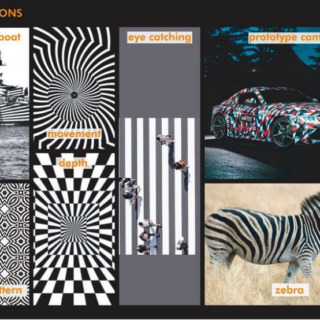 ONS
boat
eye catching
prototype cam
movement
depth
ttern
zebra